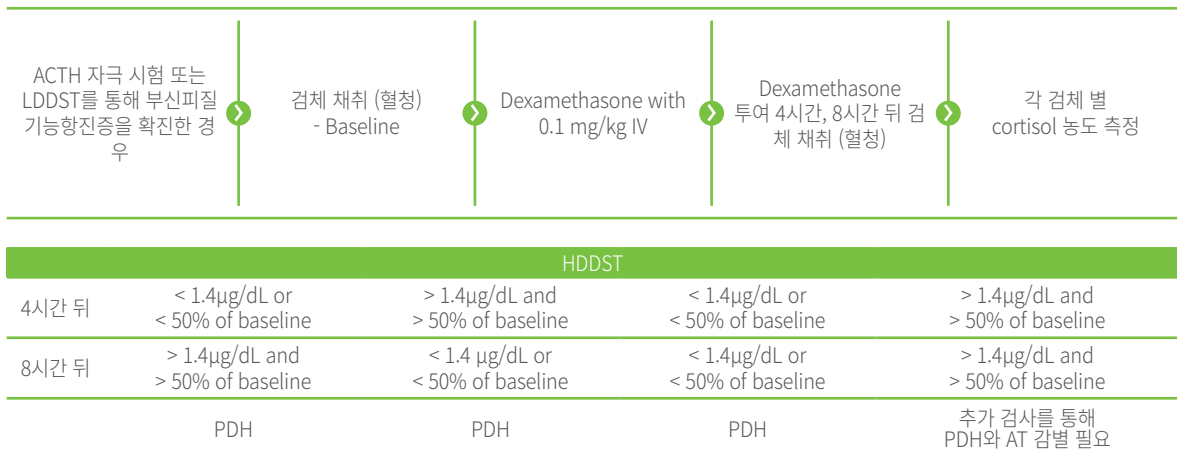 ACTH 자극 시험 또는
LDDST를 통해 부신피질
기능항진증을 확진한 경
우
검체 채취 (혈청)
- Baseline
Dexamethasone with
0.1 mg/kg IV
Dexamethasone
투여 4시간, 8시간 뒤 검
체 채취 (혈청)
각 검체 별
cortisol 농도 측정
HDDST
4시간 뒤
< 1.4µg/dL or
< 50% of baseline
> 1.4µg/dL and
> 50% of baseline
< 1.4µg/dL or
< 50% of baseline
> 1.4µg/dL and
> 50% of baseline
8시간 뒤
> 1.4µg/dL and
> 50% of baseline
< 1.4 µg/dL or
< 50% of baseline
< 1.4µg/dL or
< 50% of baseline
> 1.4µg/dL and
> 50% of baseline
PDH
PDH
PDH
추가 검사를 통해
PDH와 AT 감별 필요